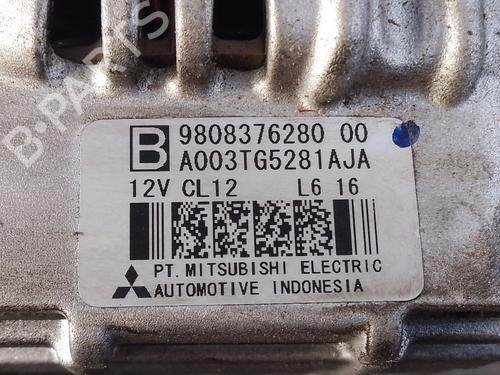 B-PARTS
B 9808376280 00
A003TG5281AJA
12V CL12 L6 16
PT. MITSUBISHI ELECTRIC
AUTOMOTIVE INDONESIA